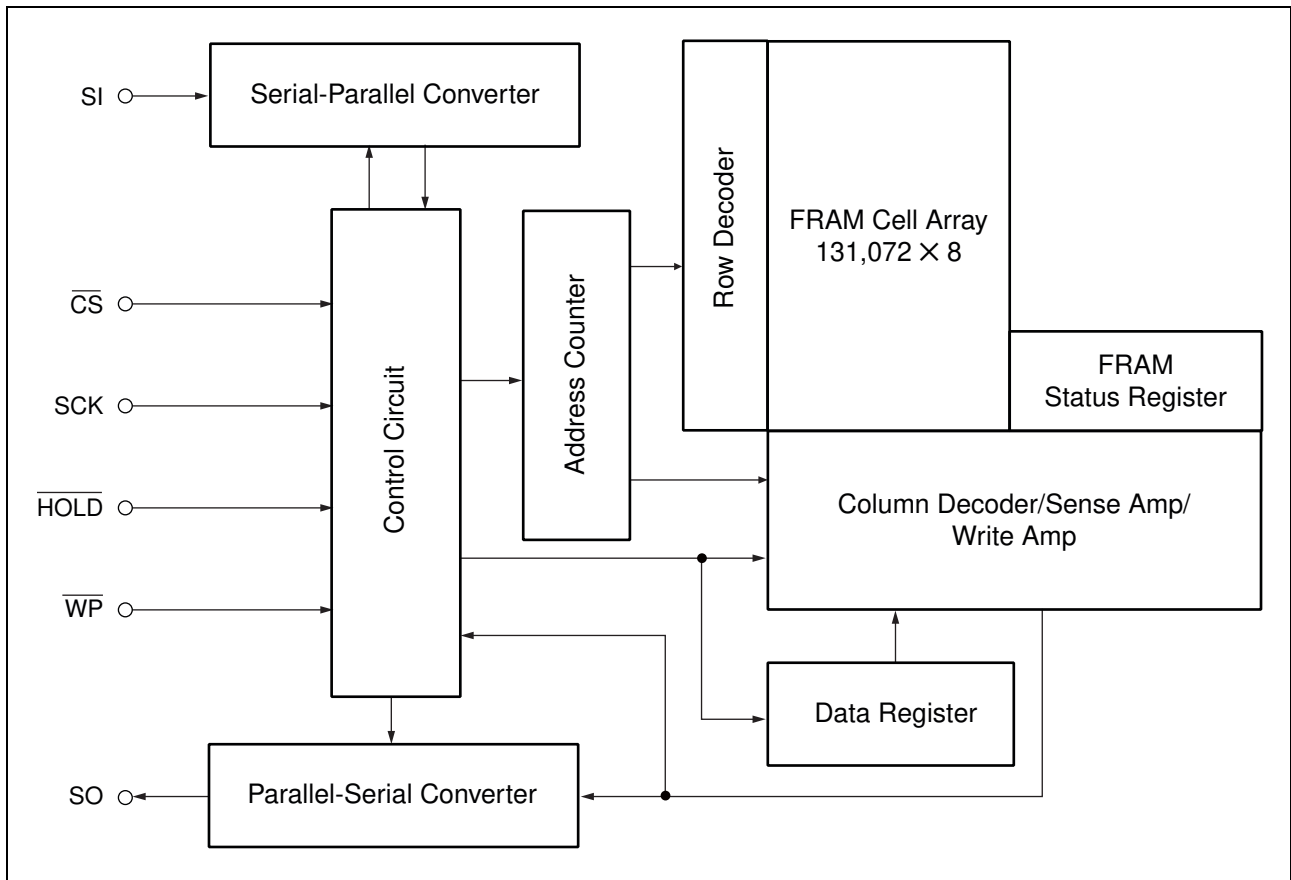 SI
Serial-Parallel Converter
CS
SCK
HOLD
WP
Control Circuit
Address Counter
Row Decoder
FRAM Cell Array
131,072 × 8
FRAM
Status Register
Column Decoder/Sense Amp/
Write Amp
Data Register
SO
Parallel-Serial Converter